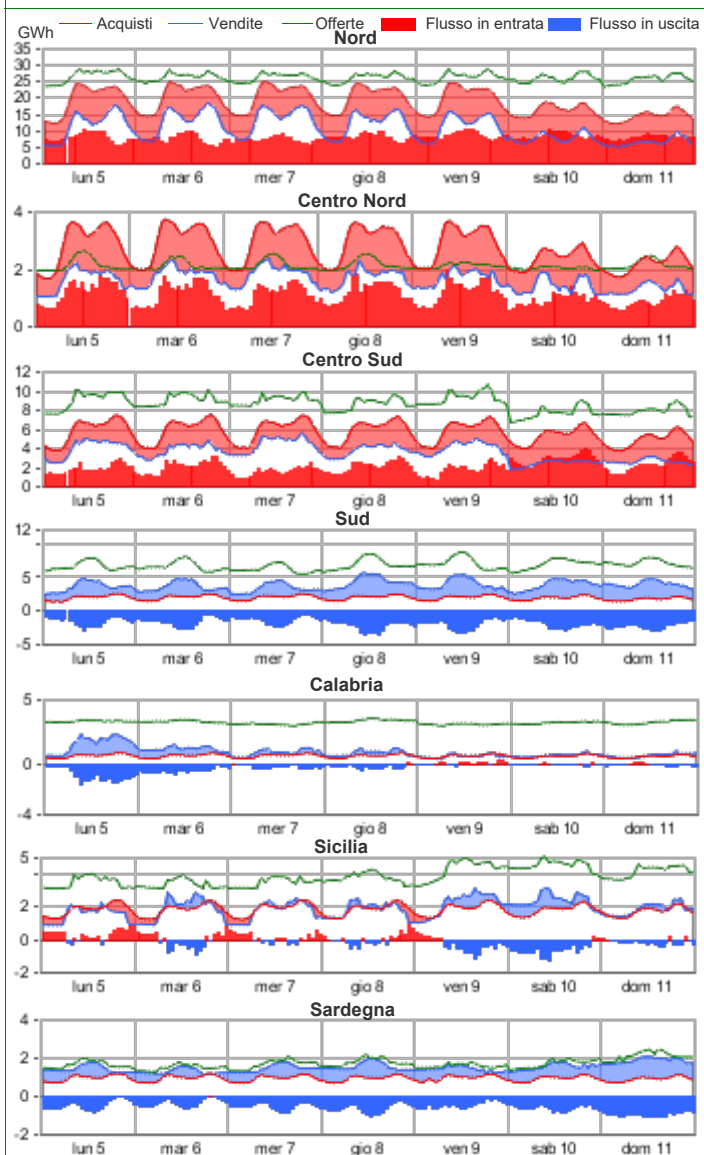 Acquisti Vendite Offerte Flusso in entrata Flusso in uscita
GWh
Nord
35
30
25
20
15
10
5
0
lun 5 mar 6 mer 7 gio 8 ven 9 sab 10 dom 11
Centro Nord
4
2
0
lun 5 mar 6 mer 7 gio 8 ven 9 sab 10 dom 11
Centro Sud
12
10
8
6
4
2
0
lun 5 mar 6 mer 7 gio 8 ven 9 sab 10 dom 11
Sud
12
5
0
-5
lun 5 mar 6 mer 7 gio 8 ven 9 sab 10 dom 11
Calabria
5
0
-4
lun 5 mar 6 mer 7 gio 8 ven 9 sab 10 dom 11
Sicilia
5
2
0
-2
lun 5 mar 6 mer 7 gio 8 ven 9 sab 10 dom 11
Sardegna
4
2
0
-2
lun 5 mar 6 mer 7 gio 8 ven 9 sab 10 dom 11